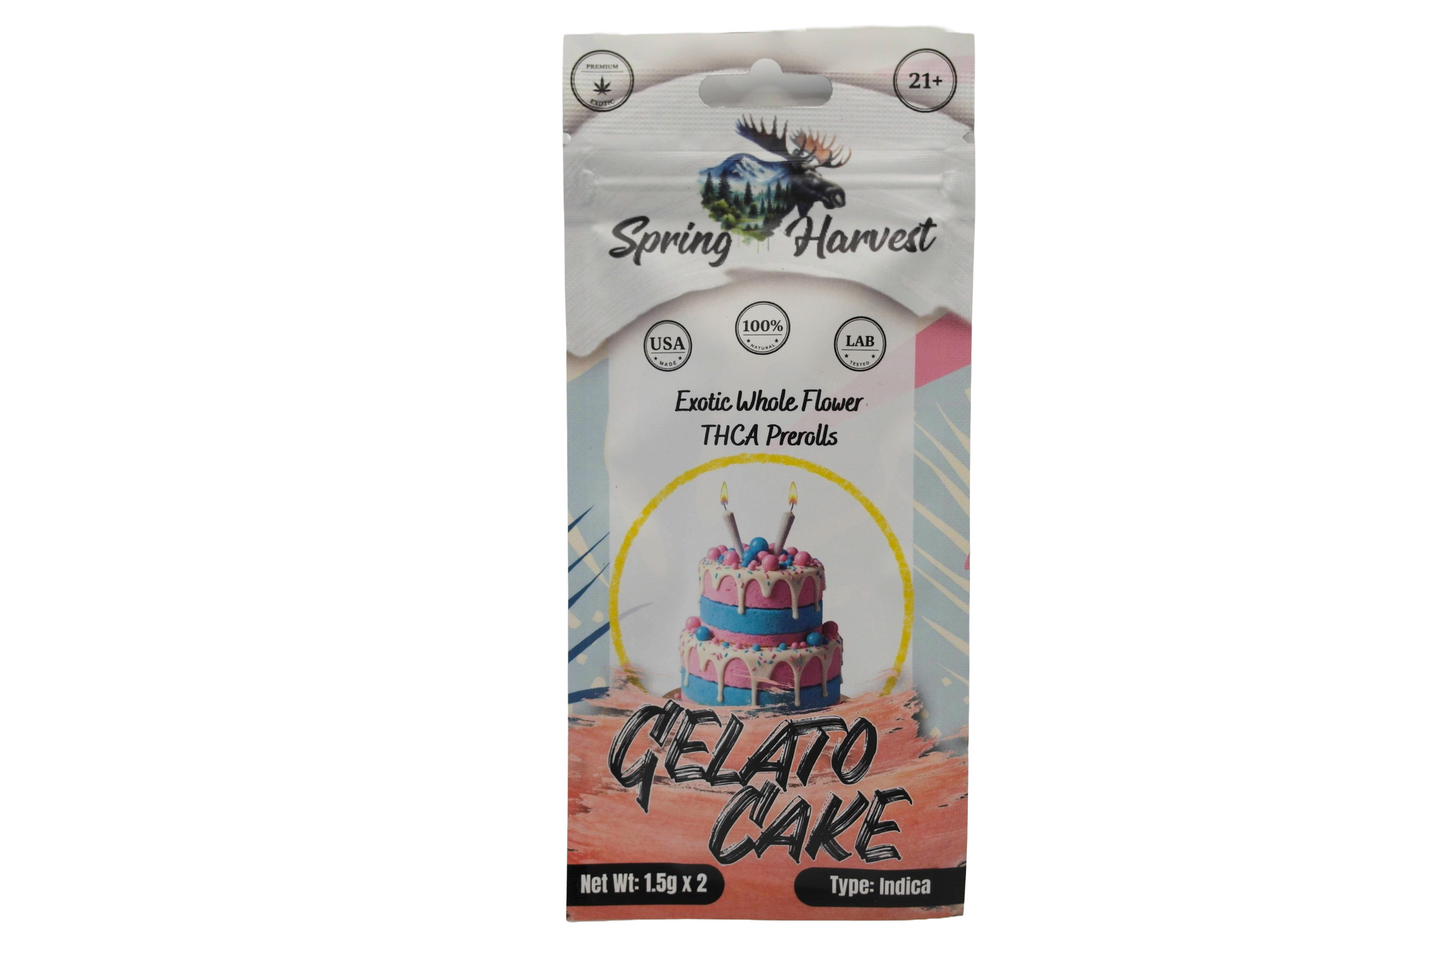 PREMIUM
EXOTIC
21+
Spring Harvest
USA
MADE
100%
NATURAL
LAB
TESTED
Exotic Whole Flower
THCA Prerolls
GELATO
CAKE
Net Wt: 1.5g x 2
Type: Indica